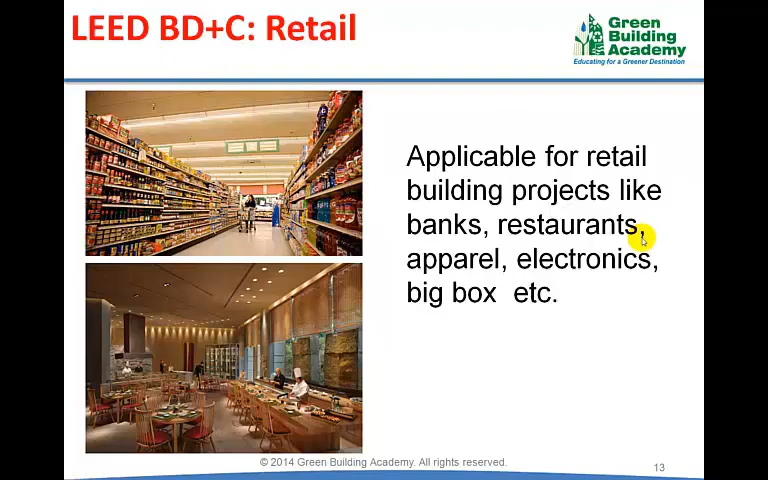 LEED BD+C: Retail
Green
Building
Academy
Educating for a Greener Destination
Applicable for retail
building projects like
banks, restaurants,
apparel, electronics,
big box  etc.
© 2014 Green Building Academy. All rights reserved.
13